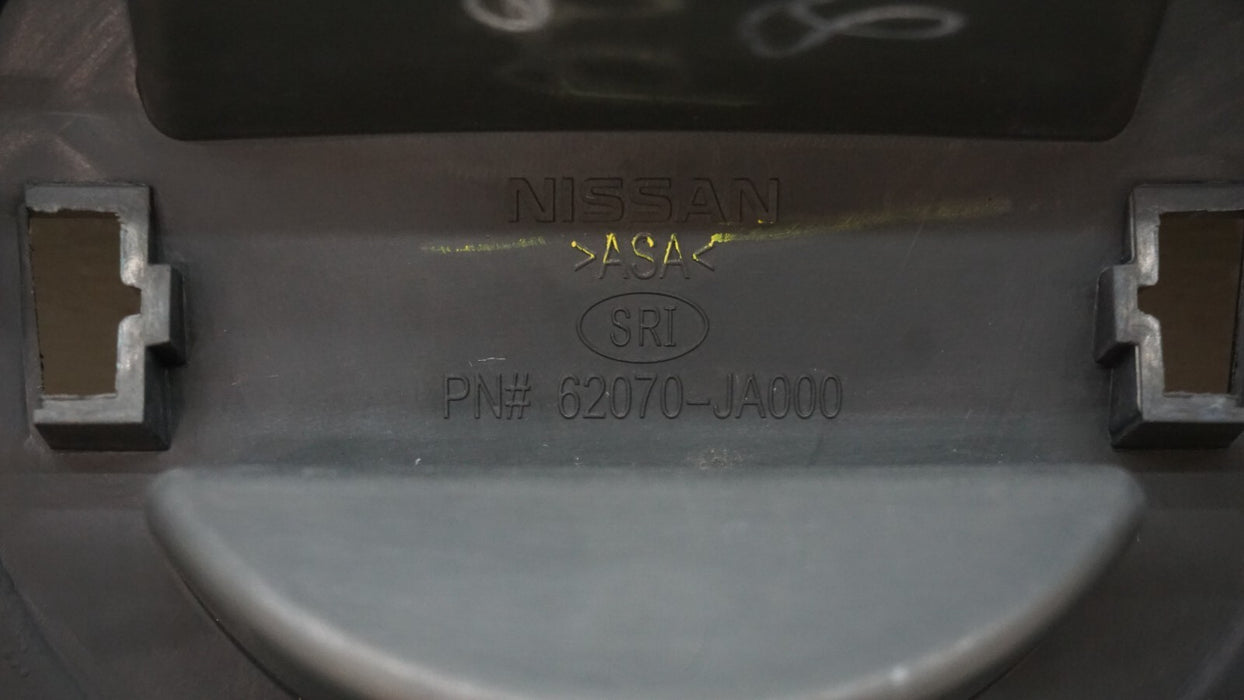 NISSAN
>ASA<
SRI
PN# 62070-JA000